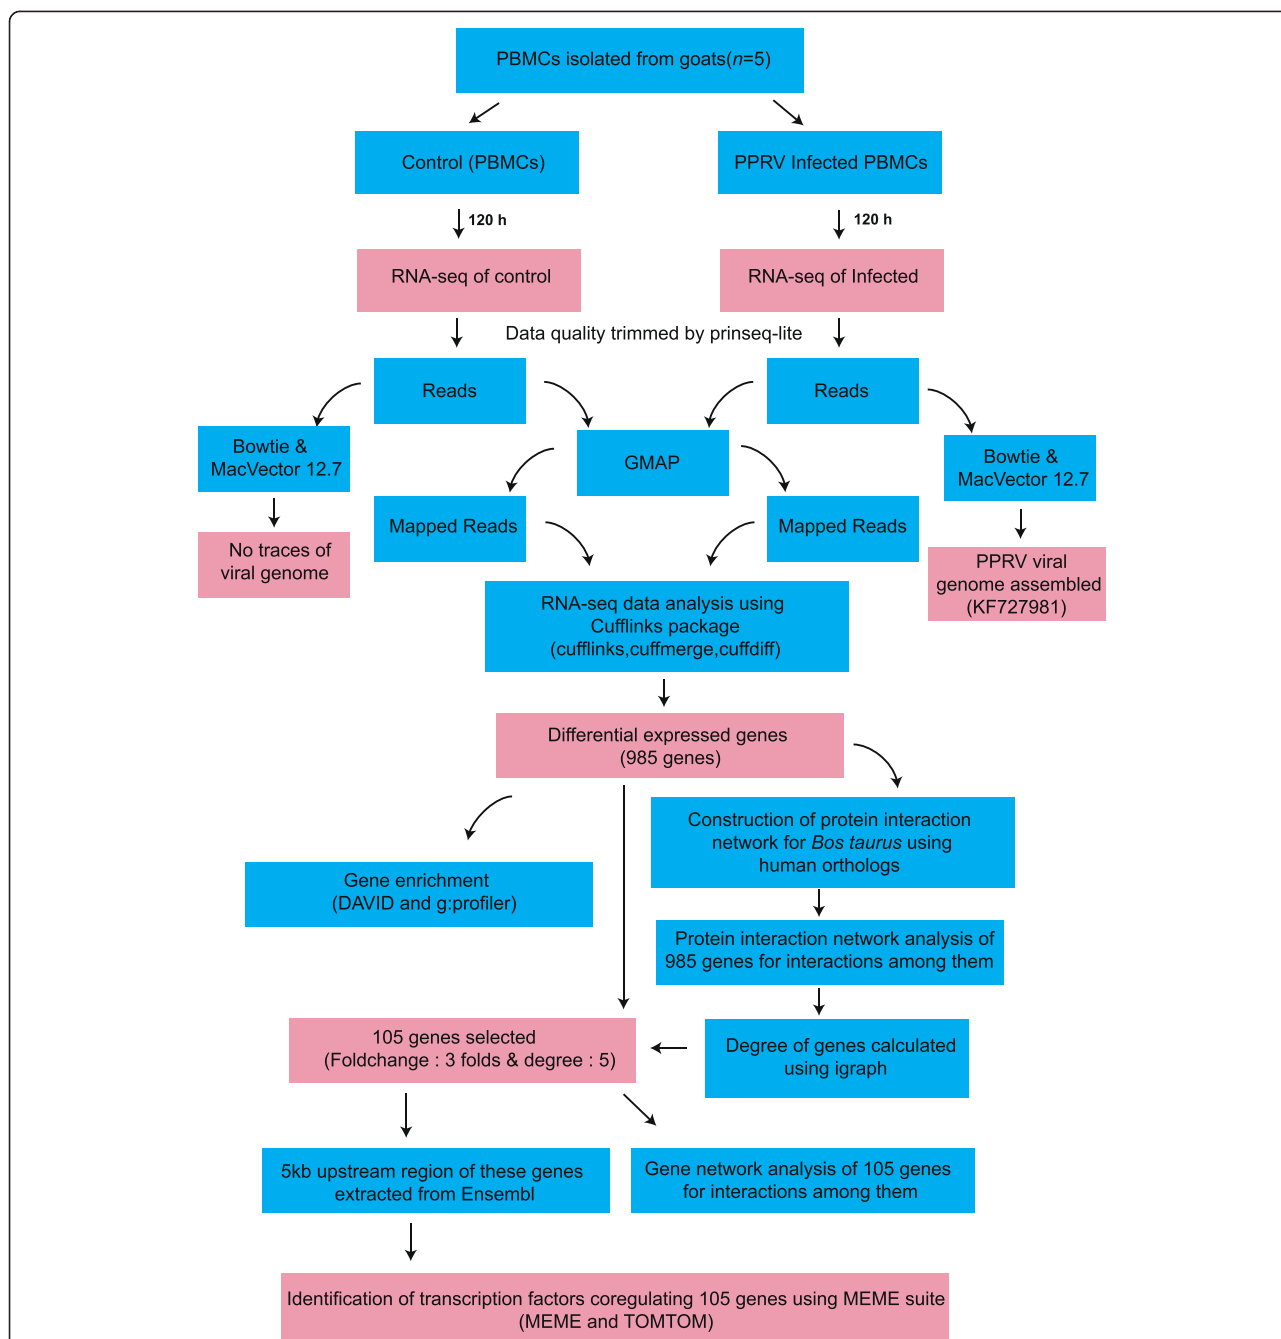 PBMCs isolated from goats(n=5)
Control (PBMCs)
PPRV Infected PBMCs
120 h
120 h
RNA-seq of control
RNA-seq of Infected
Data quality trimmed by prinseq-lite
Reads
Reads
Bowtie &
MacVector 12.7
GMAP
Bowtie &
MacVector 12.7
Mapped Reads
Mapped Reads
No traces of
viral genome
PPRV viral
genome assembled
(KF727981)
RNA-seq data analysis using
Cufflinks package
(cufflinks,cuffmerge,cuffdiff)
Differential expressed genes
(985 genes)
Construction of protein interaction
network for Bos taurus using
human orthologs
Gene enrichment
(DAVID and g:profiler)
Protein interaction network analysis of
985 genes for interactions among them
105 genes selected
(Foldchange : 3 folds & degree : 5)
Degree of genes calculated
using igraph
5kb upstream region of these genes
extracted from Ensembl
Gene network analysis of 105 genes
for interactions among them
Identification of transcription factors coregulating 105 genes using MEME suite
(MEME and TOMTOM)